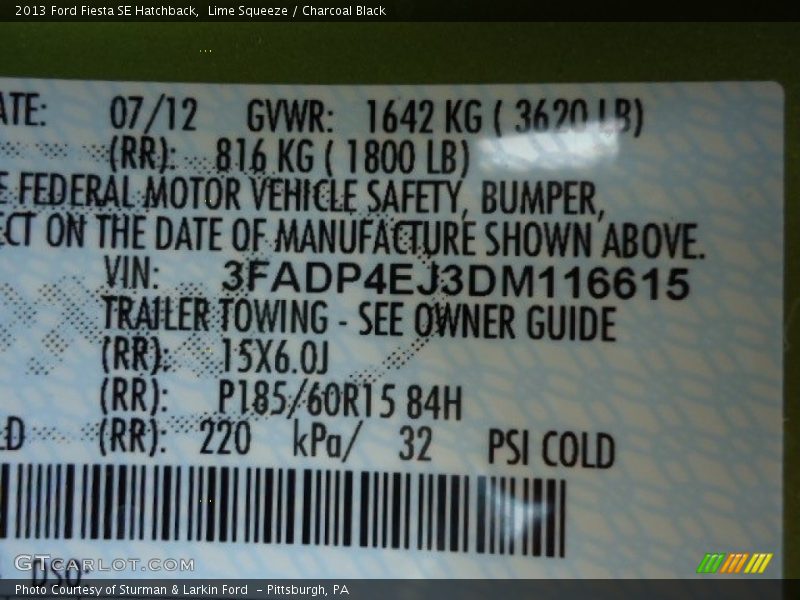 2013 Ford Fiesta SE Hatchback,  Lime Squeeze / Charcoal Black
ATE: 07/12 GVWR: 1642 KG ( 3620 LB)
(RR): 816 KG ( 1800 LB)
E FEDERAL MOTOR VEHICLE SAFETY, BUMPER,
ECT ON THE DATE OF MANUFACTURE SHOWN ABOVE.
VIN: 3FADP4EJ3DM116615
TRAILER TOWING - SEE OWNER GUIDE
(RR): 15X6.0J
(RR): P185/60R15 84H
LD (RR): 220 kPa/ 32 PSI COLD
GTCARLOT.COM
DSO:
Photo Courtesy of Sturman & Larkin Ford  - Pittsburgh, PA